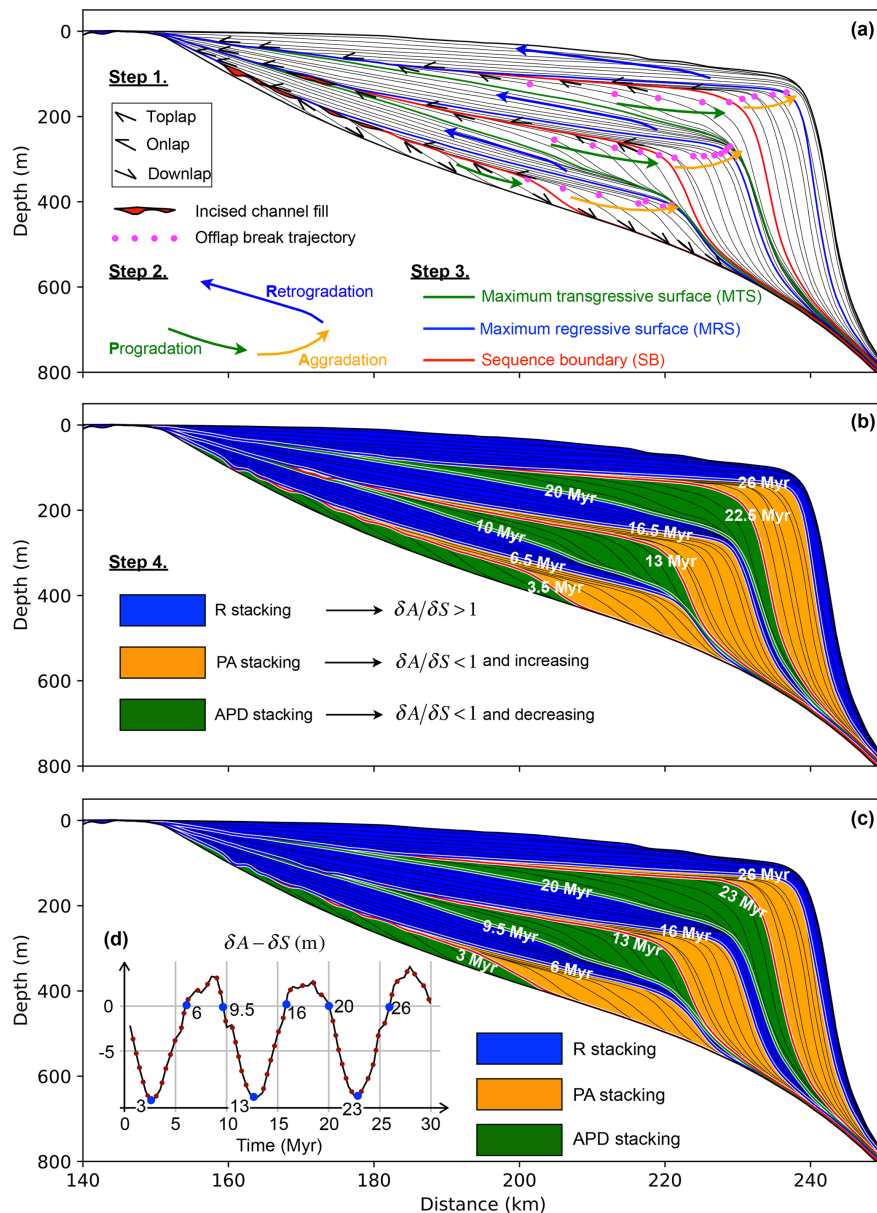 (a)
0
200
400
600
800
Depth (m)
Step 1.
Toplap
Onlap
Downlap
Incised channel fill
Offlap break trajectory
Step 2.
Retrogradation
Progradation
Aggradation
Step 3.
Maximum transgressive surface (MTS)
Maximum regressive surface (MRS)
Sequence boundary (SB)
(b)
0
200
400
600
800
Depth (m)
26 Myr
20 Myr
22.5 Myr
16.5 Myr
10 Myr
13 Myr
6.5 Myr
3.5 Myr
Step 4.
R stacking δA/δS > 1
PA stacking δA/δS < 1 and increasing
APD stacking δA/δS < 1 and decreasing
(c)
0
200
400
600
800
Depth (m)
26 Myr
20 Myr
23 Myr
16 Myr
9.5 Myr
13 Myr
6 Myr
3 Myr
(d)
δA − δS (m)
0
-5
6
9.5
16
20
26
3
13
23
0 5 10 15 20 25 30
Time (Myr)
R stacking
PA stacking
APD stacking
140 160 180 200 220 240
Distance (km)